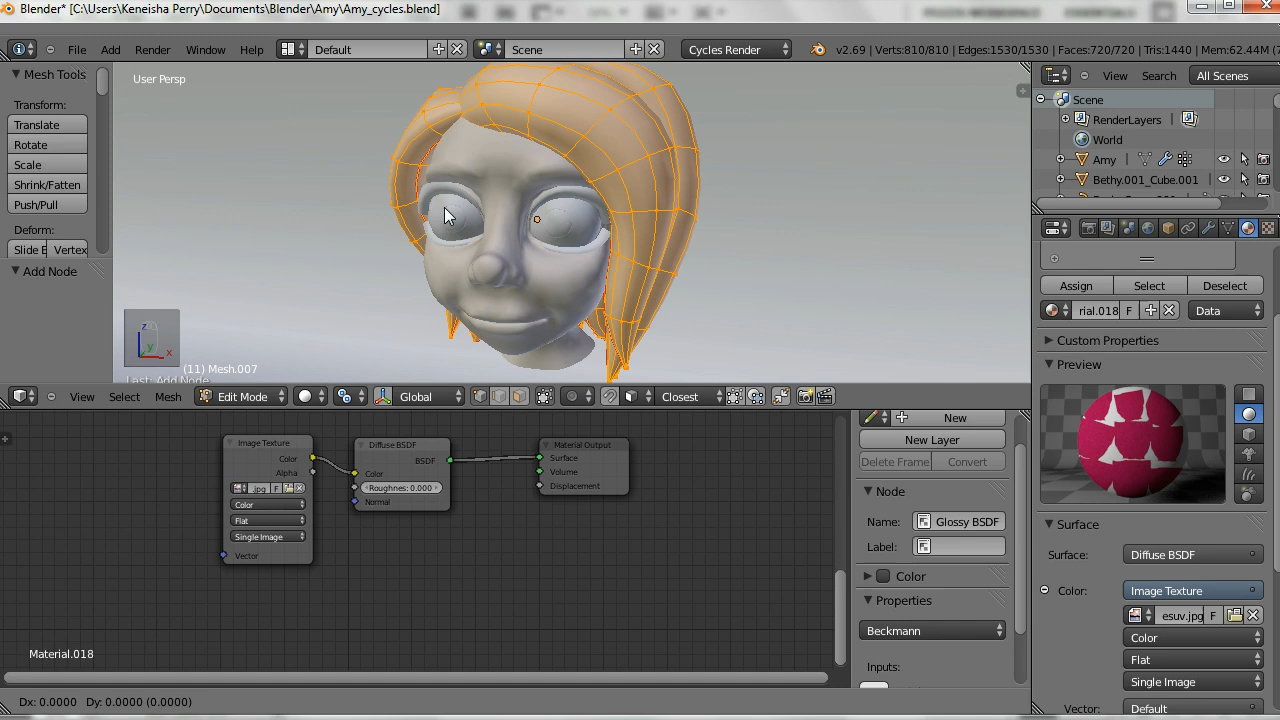 Blender* [C:\Users\Keneisha Perry\Documents\Blender\Amy\Amy_cycles.blend]
File Add Render Window Help Default Scene Cycles Render v2.69 | Verts:810/810 | Edges:1530/1530 | Faces:720/720 | Tris:1440 | Mem:62.44M
Mesh Tools
Transform:
Translate
Rotate
Scale
Shrink/Fatten
Push/Pull
Deform:
Slide E Vertex
Add Node
User Persp
z
y
x
(11) Mesh.007
Last: Add Node
View Select Mesh Edit Mode Global Closest
Image Texture
Color
Alpha
.jpg F
Color
Flat
Single Image
Vector
Diffuse BSDF
BSDF
Color
Roughnes: 0.000
Normal
Material Output
Surface
Volume
Displacement
Material.018
Dx: 0.0000 Dy: 0.0000 (0.0000)
New
New Layer
Delete Frame Convert
Node
Name: Glossy BSDF
Label:
Color
Properties
Beckmann
Inputs:
View Search All Scenes
Scene
RenderLayers
World
Amy
Bethy.001_Cube.001
Assign Select Deselect
rial.018 F Data
Custom Properties
Preview
Surface
Surface: Diffuse BSDF
Color: Image Texture
esuv.jpg F
Color
Flat
Single Image
Vector: Default